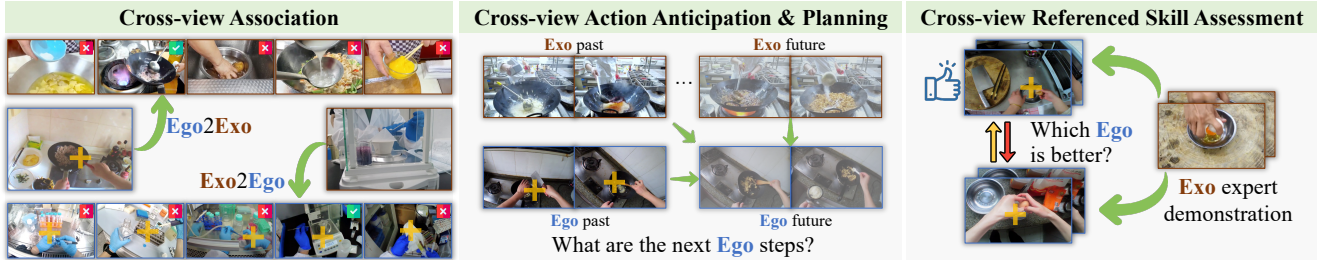 Cross-view Association
Ego2Exo
Exo2Ego
Cross-view Action Anticipation & Planning
Exo past
Exo future
...
Ego past
Ego future
What are the next Ego steps?
Cross-view Referenced Skill Assessment
Which Ego
is better?
Exo expert
demonstration